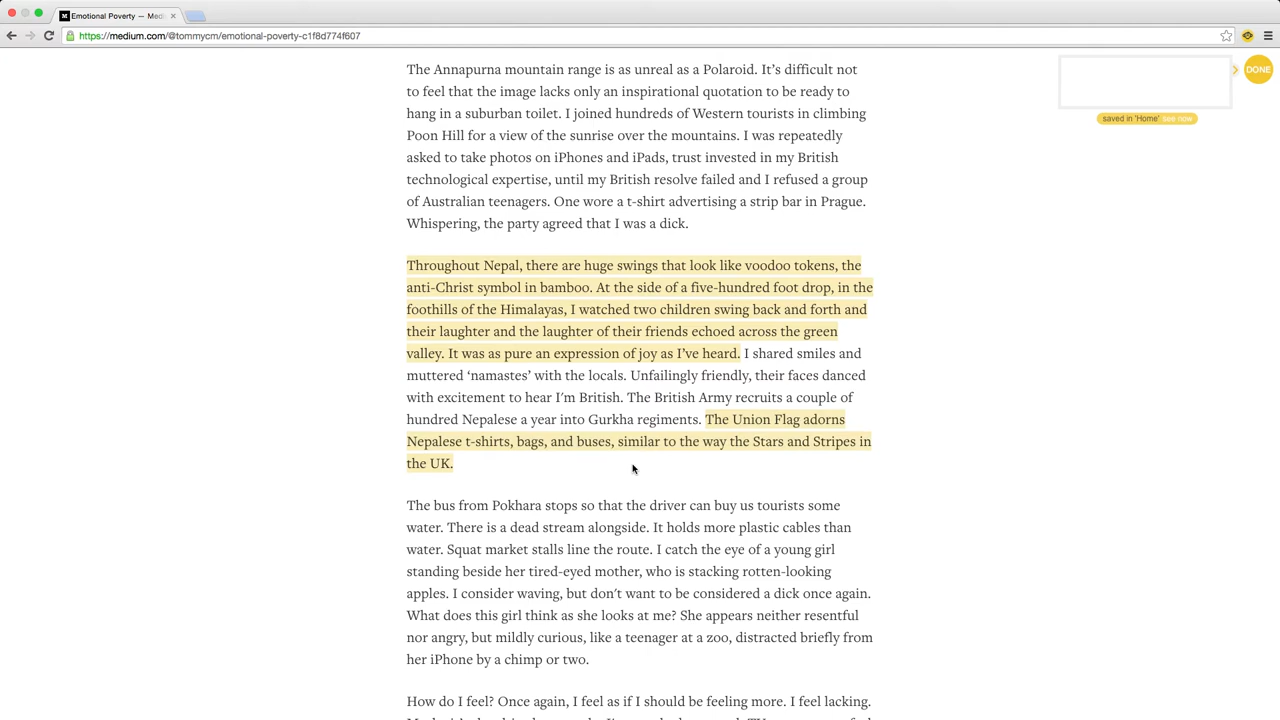 Emotional Poverty — Medi
https://medium.com/@tommycm/emotional-poverty-c1f8d774f607
DONE
saved in 'Home' see now
The Annapurna mountain range is as unreal as a Polaroid. It’s difficult not
to feel that the image lacks only an inspirational quotation to be ready to
hang in a suburban toilet. I joined hundreds of Western tourists in climbing
Poon Hill for a view of the sunrise over the mountains. I was repeatedly
asked to take photos on iPhones and iPads, trust invested in my British
technological expertise, until my British resolve failed and I refused a group
of Australian teenagers. One wore a t-shirt advertising a strip bar in Prague.
Whispering, the party agreed that I was a dick.
Throughout Nepal, there are huge swings that look like voodoo tokens, the
anti-Christ symbol in bamboo. At the side of a five-hundred foot drop, in the
foothills of the Himalayas, I watched two children swing back and forth and
their laughter and the laughter of their friends echoed across the green
valley. It was as pure an expression of joy as I’ve heard. I shared smiles and
muttered ‘namastes’ with the locals. Unfailingly friendly, their faces danced
with excitement to hear I'm British. The British Army recruits a couple of
hundred Nepalese a year into Gurkha regiments. The Union Flag adorns
Nepalese t-shirts, bags, and buses, similar to the way the Stars and Stripes in
the UK.
The bus from Pokhara stops so that the driver can buy us tourists some
water. There is a dead stream alongside. It holds more plastic cables than
water. Squat market stalls line the route. I catch the eye of a young girl
standing beside her tired-eyed mother, who is stacking rotten-looking
apples. I consider waving, but don't want to be considered a dick once again.
What does this girl think as she looks at me? She appears neither resentful
nor angry, but mildly curious, like a teenager at a zoo, distracted briefly from
her iPhone by a chimp or two.
How do I feel? Once again, I feel as if I should be feeling more. I feel lacking.